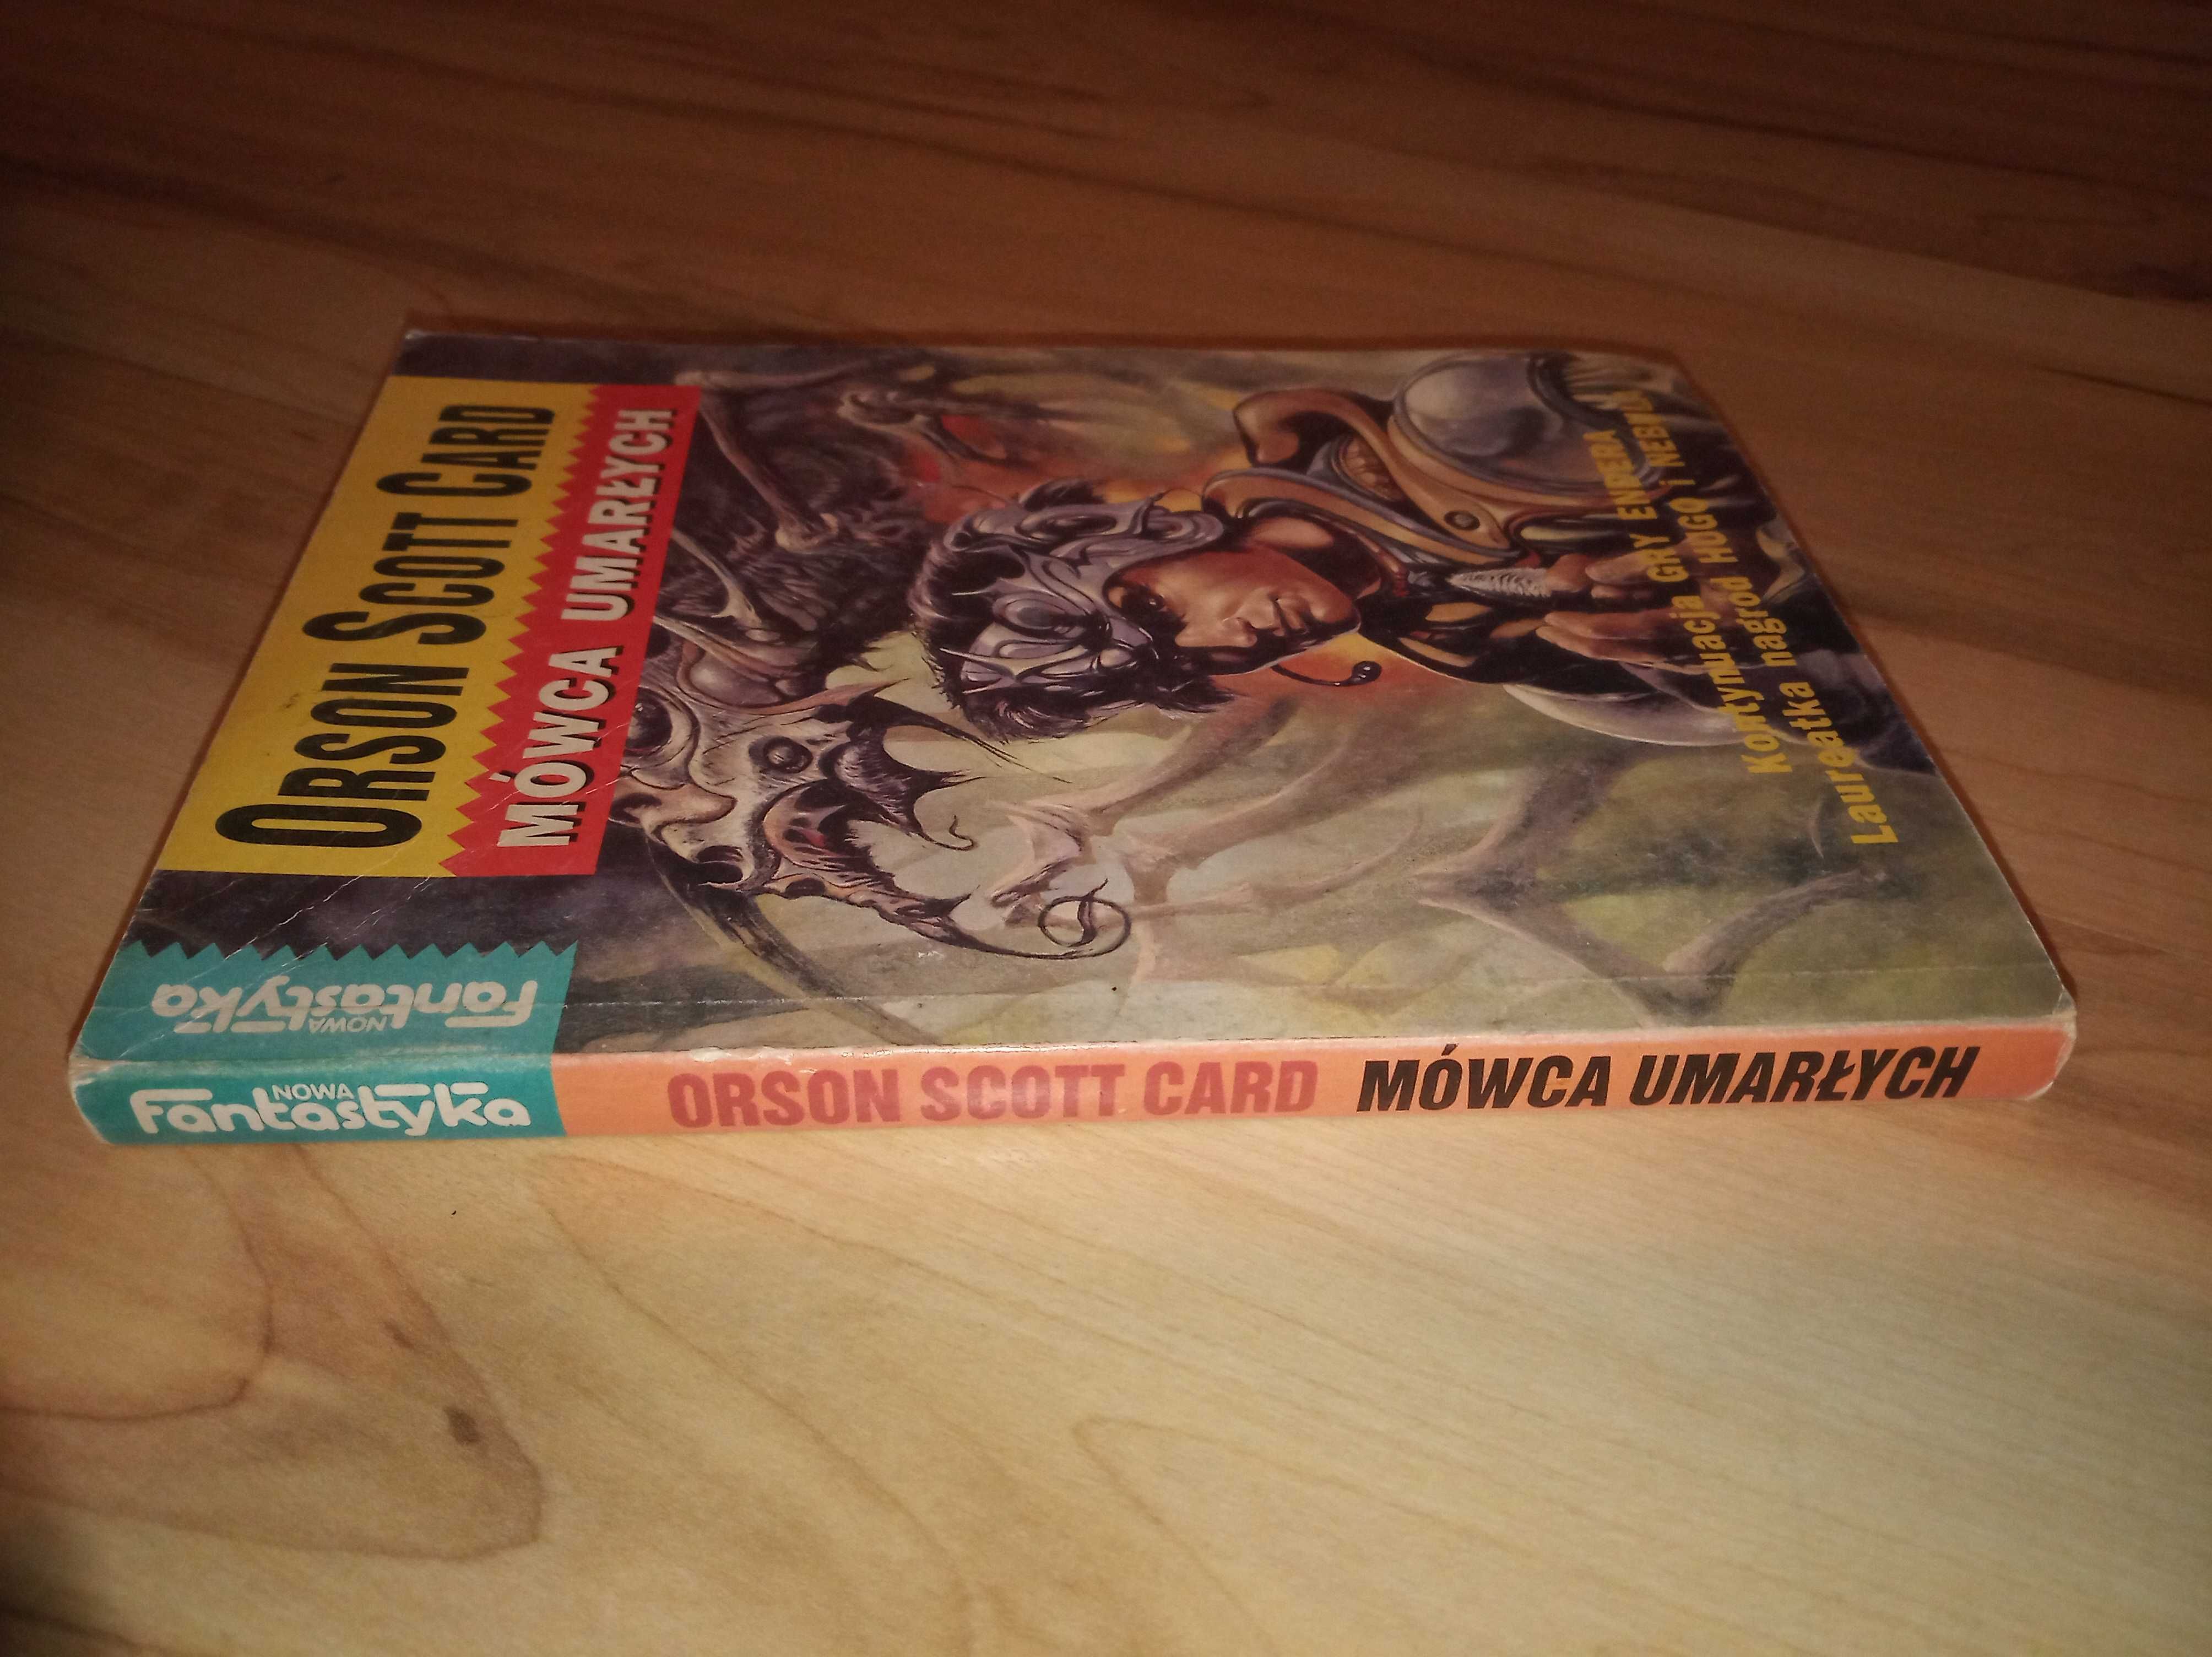 ORSON SCOTT CARD
MÓWCA UMARŁYCH
Kontynuacja GRY ENDERA
Laureatka nagród HUGO i NEBULA
NOWA
Fantastyka
NOWA
Fantastyka
ORSON SCOTT CARD MÓWCA UMARŁYCH